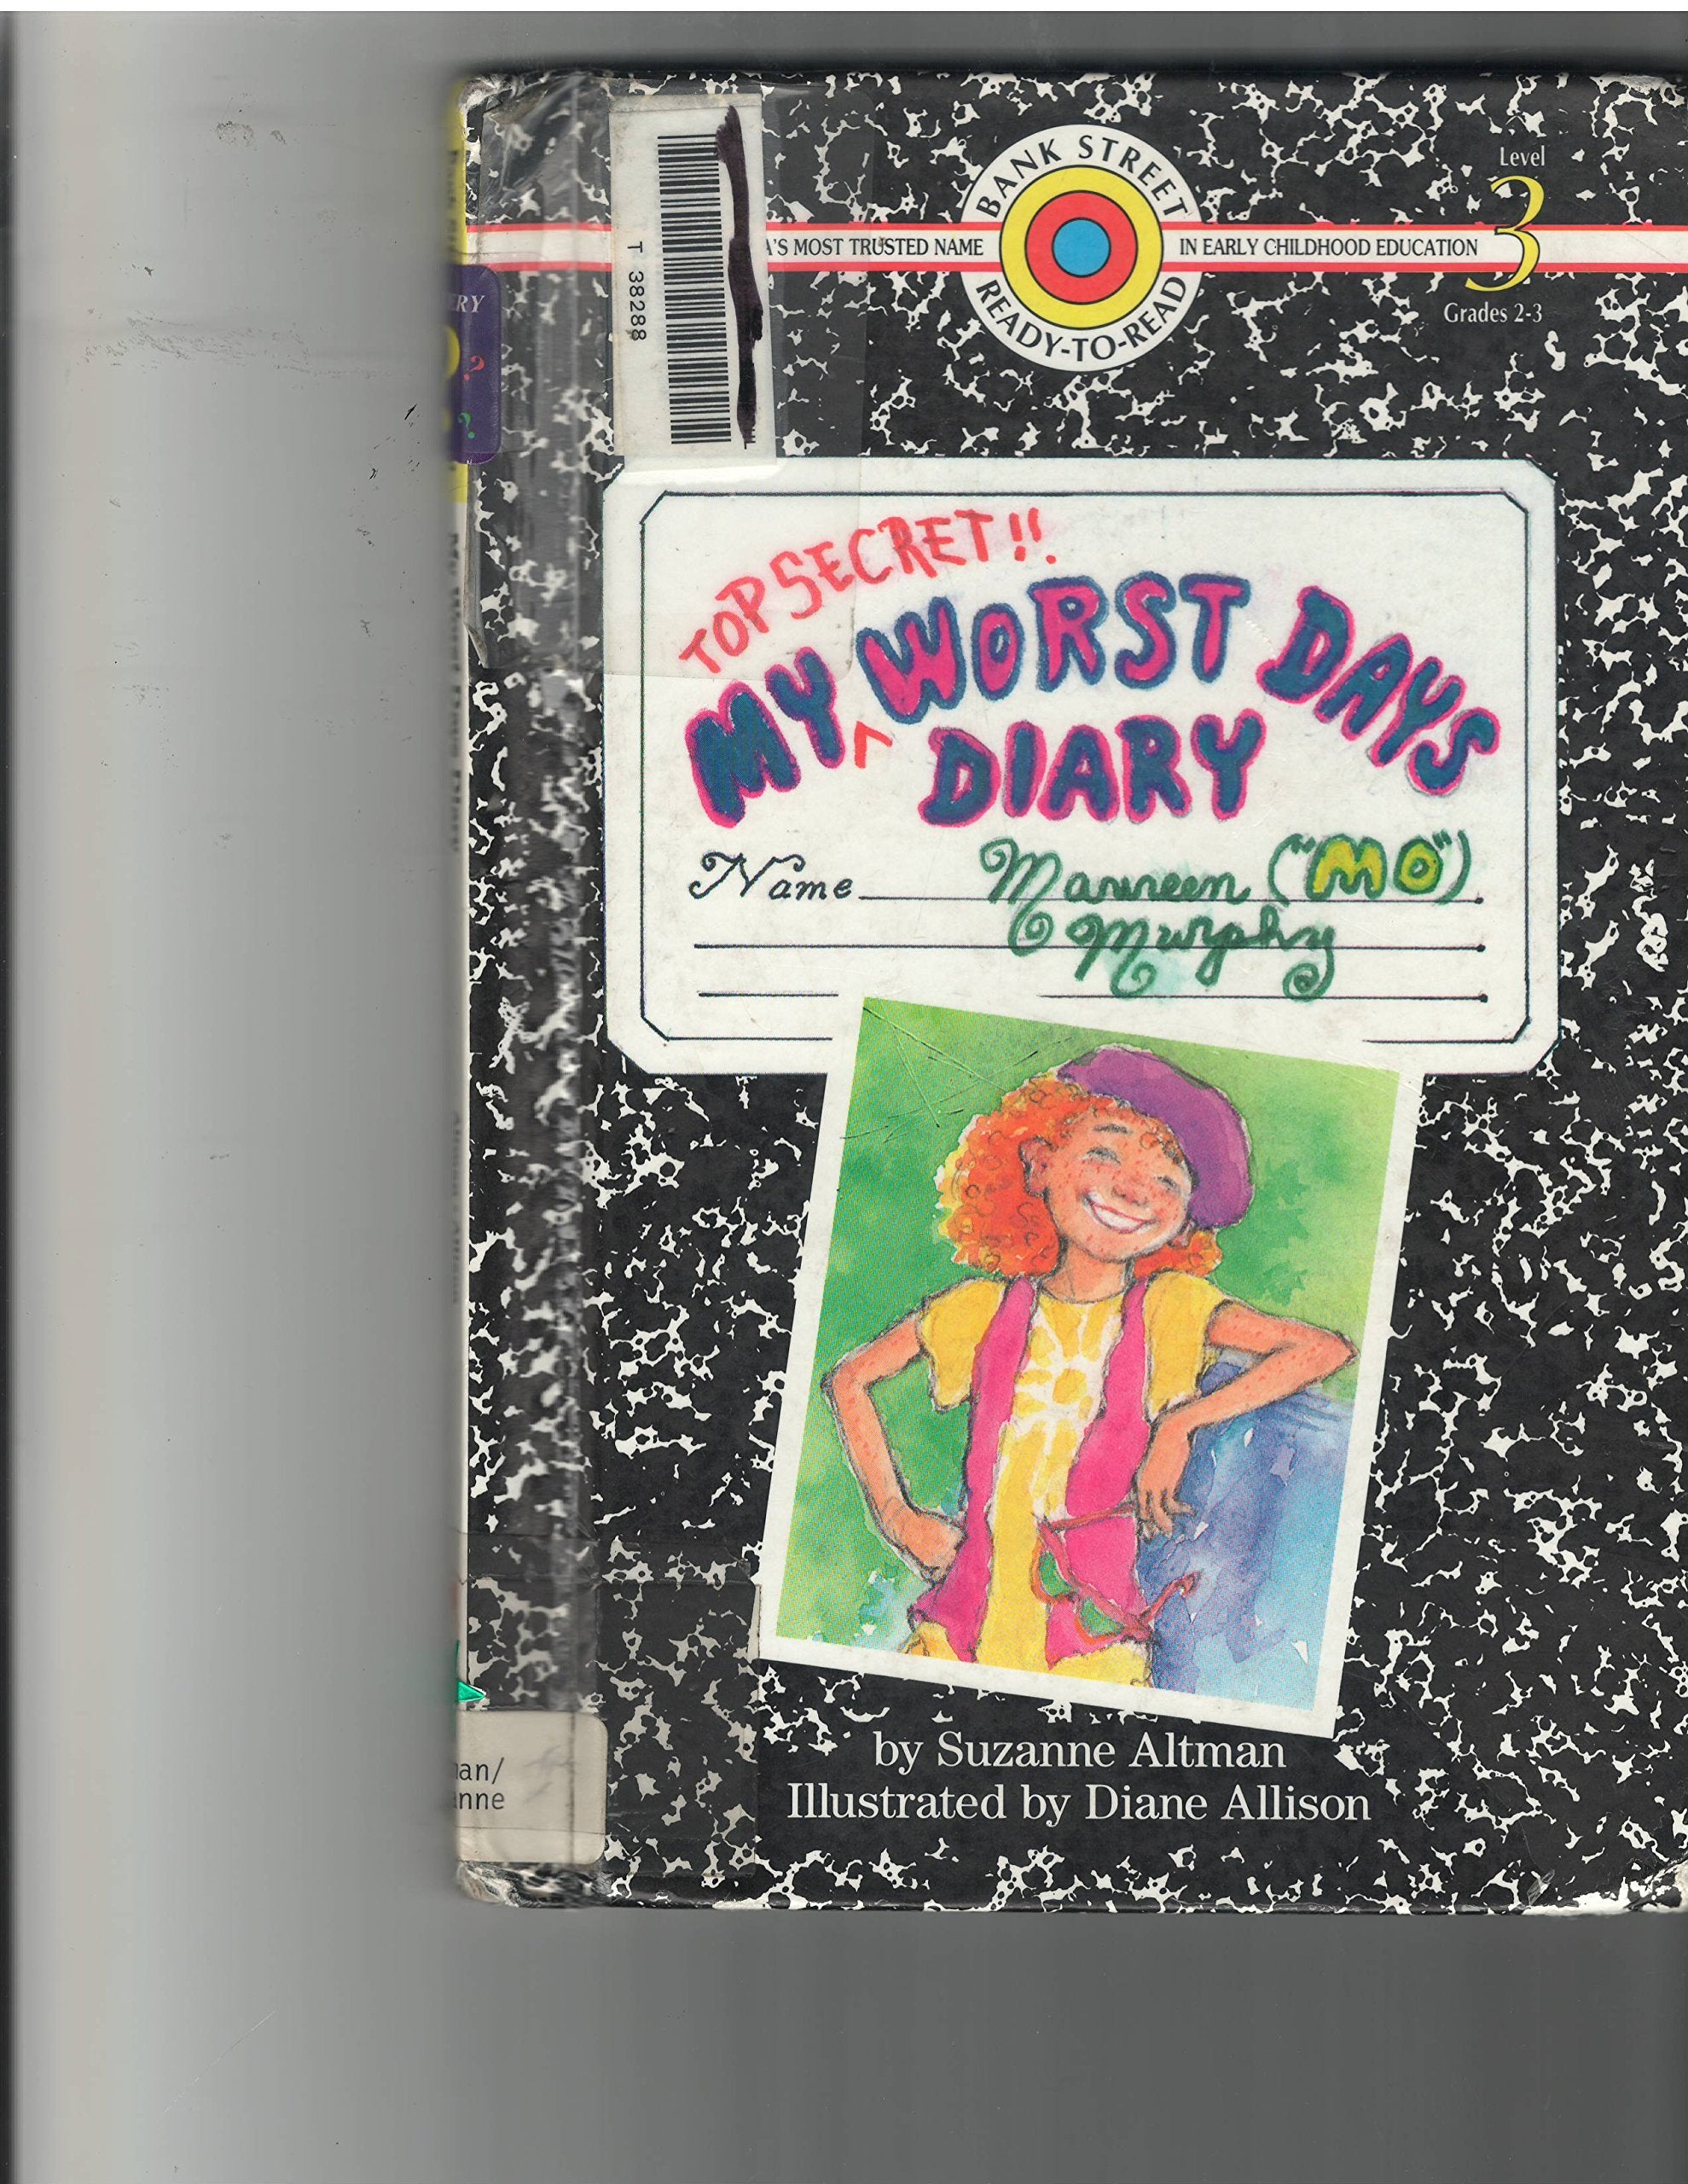 BANK STREET
Level
3
'S MOST TRUSTED NAME
IN EARLY CHILDHOOD EDUCATION
READY-TO-READ
Grades 2-3
T 38288
TOP SECRET!!
MY ^ WORST DAYS
DIARY
Name Maureen ("MO")
Murphy
by Suzanne Altman
Illustrated by Diane Allison